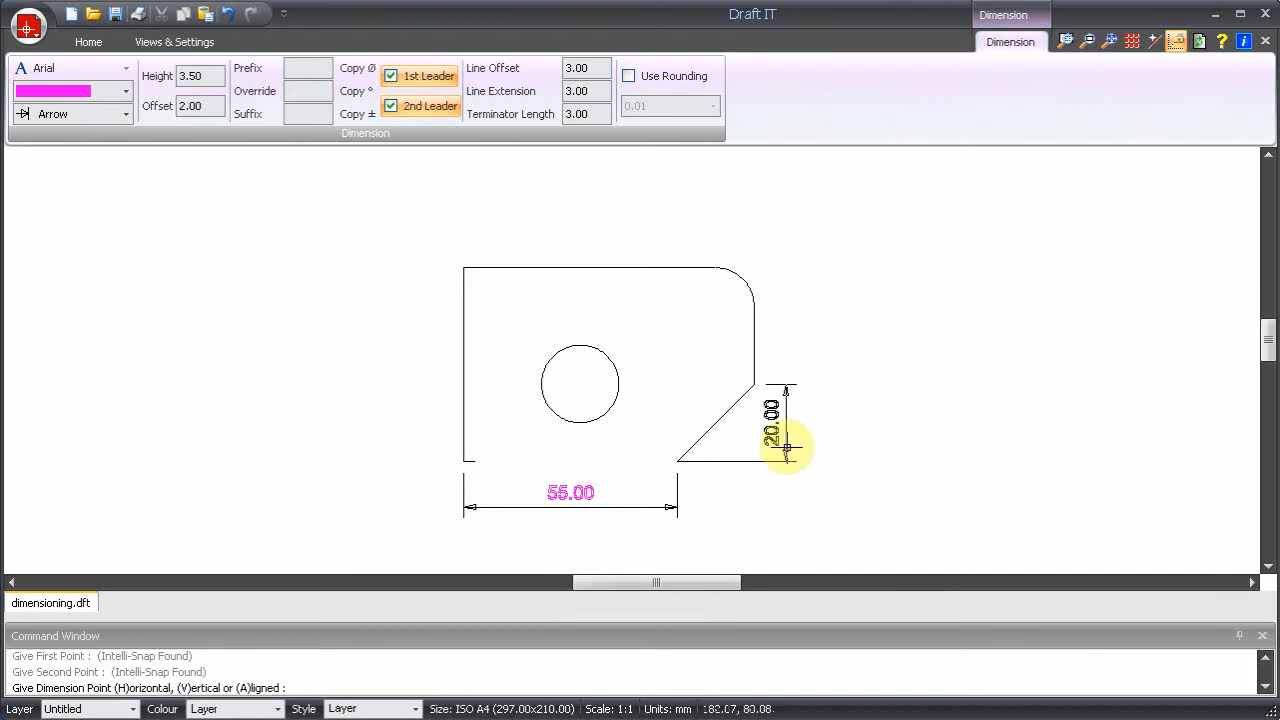 Draft IT
Dimension
Home
Views & Settings
Dimension
Arial
Height 3.50
Prefix
Copy Ø
1st Leader
Line Offset 3.00
Use Rounding
Override
Copy °
Line Extension 3.00
Arrow
Offset 2.00
Suffix
Copy ±
2nd Leader
Terminator Length 3.00
0.01
Dimension
20.00
55.00
dimensioning.dft
Command Window
Give First Point : (Intelli-Snap Found)
Give Second Point : (Intelli-Snap Found)
Give Dimension Point (H)orizontal, (V)ertical or (A)ligned :
Layer Untitled Colour Layer Style Layer Size: ISO A4 (297.00x210.00) Scale: 1:1 Units: mm 182.07, 80.08